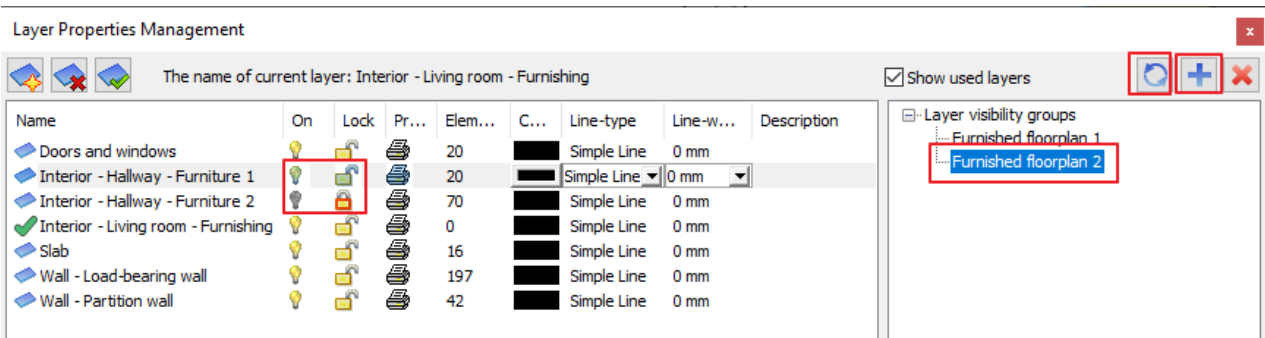 Layer Properties Management
x
The name of current layer: Interior - Living room - Furnishing
Show used layers
Name On Lock Pr... Elem... C... Line-type Line-w... Description
Doors and windows 20 Simple Line 0 mm
Interior - Hallway - Furniture 1 20 Simple Line 0 mm
Interior - Hallway - Furniture 2 70 Simple Line 0 mm
Interior - Living room - Furnishing 0 Simple Line 0 mm
Slab 16 Simple Line 0 mm
Wall - Load-bearing wall 197 Simple Line 0 mm
Wall - Partition wall 42 Simple Line 0 mm
Layer visibility groups
Furnished floorplan 1
Furnished floorplan 2